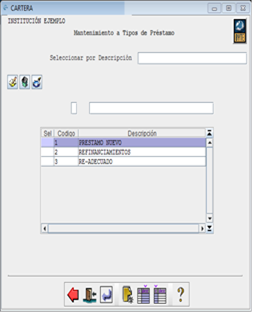 CARTERA
INSTITUCIÓN EJEMPLO
Mantenimiento a Tipos de Préstamo
Seleccionar por Descripción
Sel Codigo Descripción
1 PRESTAMO NUEVO
2 REFINANCIAMIENTOS
3 RE-ADECUADO